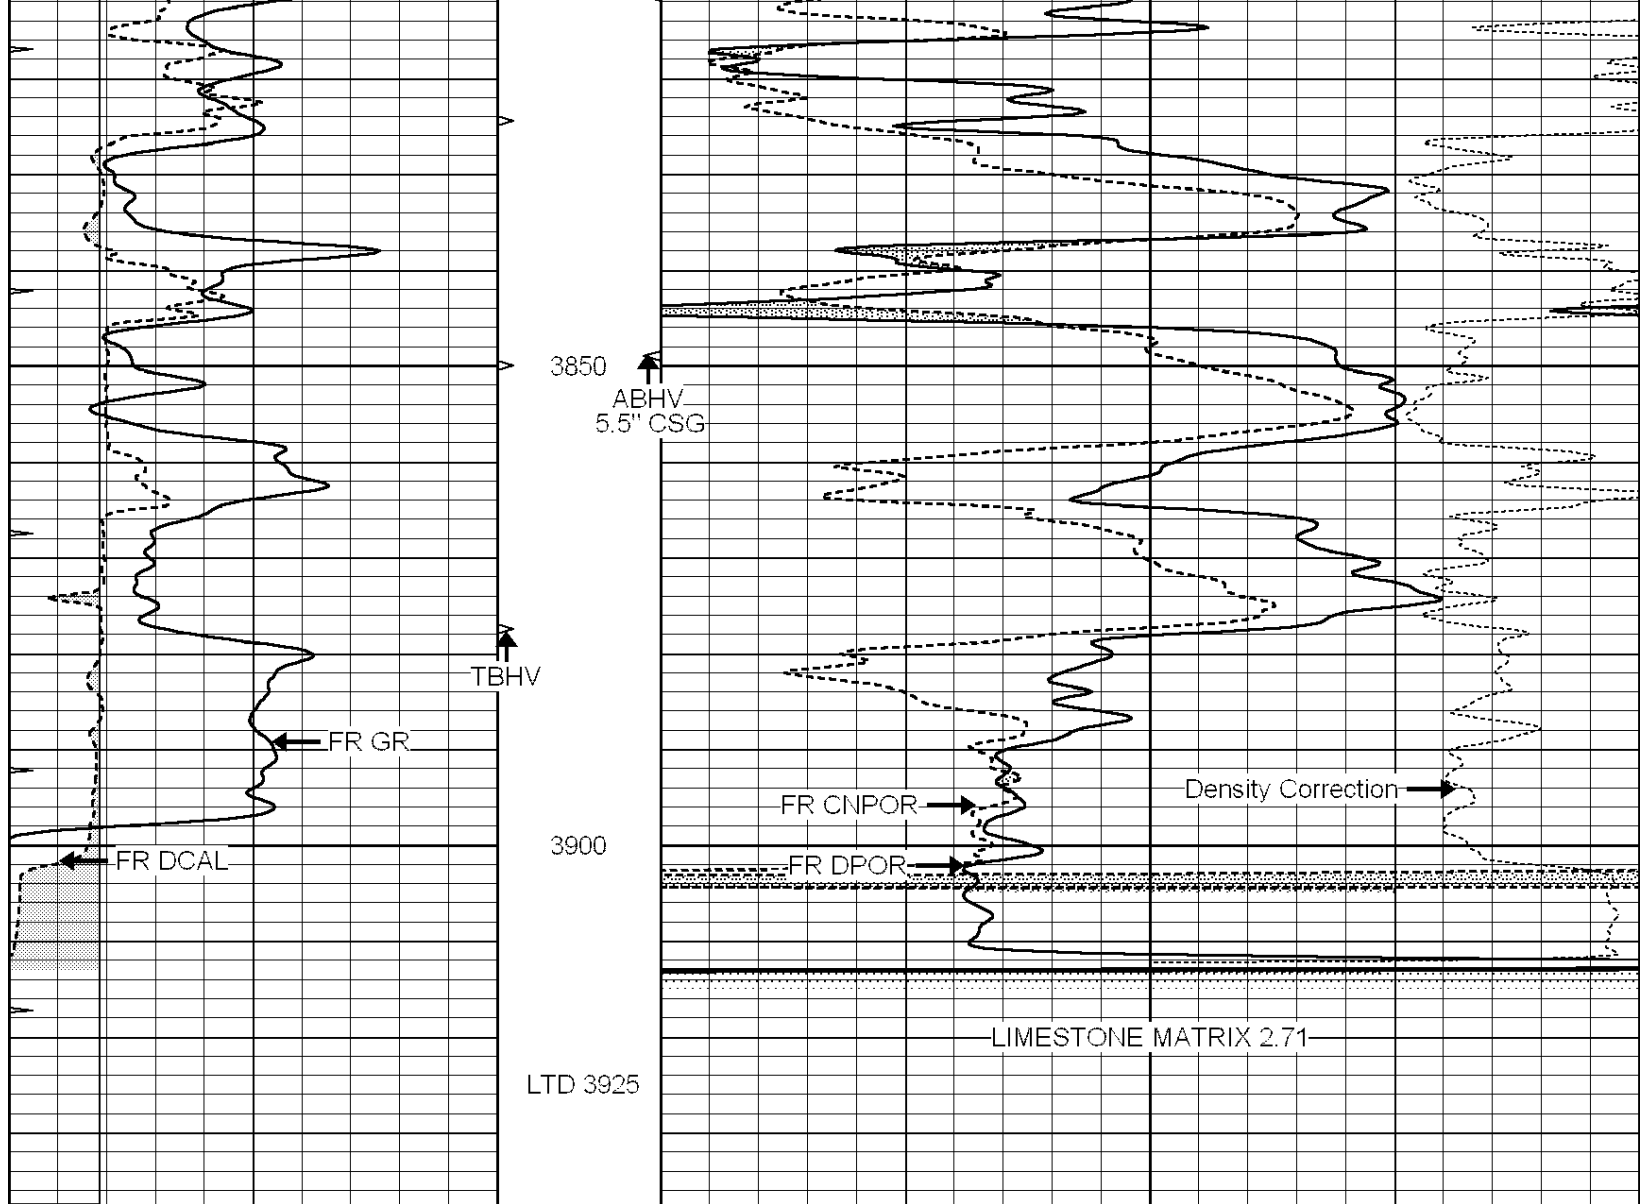 3850
ABHV
5.5" CSG
TBHV
FR GR
Density Correction
FR CNPOR
3900
FR DCAL
FR DPOR
LIMESTONE MATRIX 2.71
LTD 3925